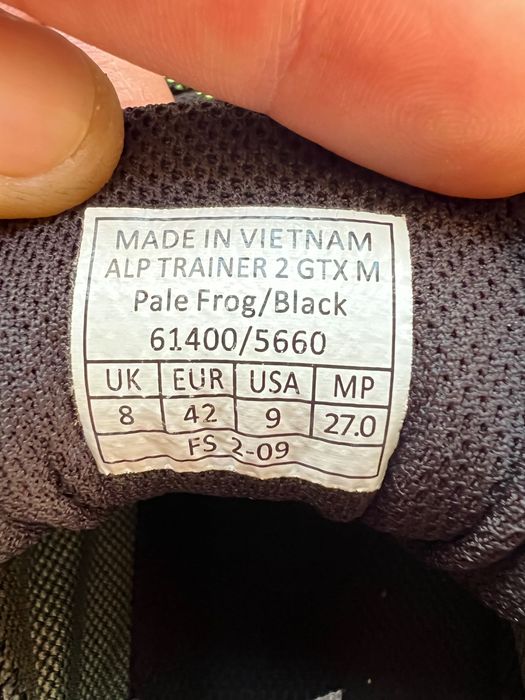 MADE IN VIETNAM
ALP TRAINER 2 GTX M
Pale Frog/Black
61400/5660
UK EUR USA MP
8 42 9 27.0
FS 2-09